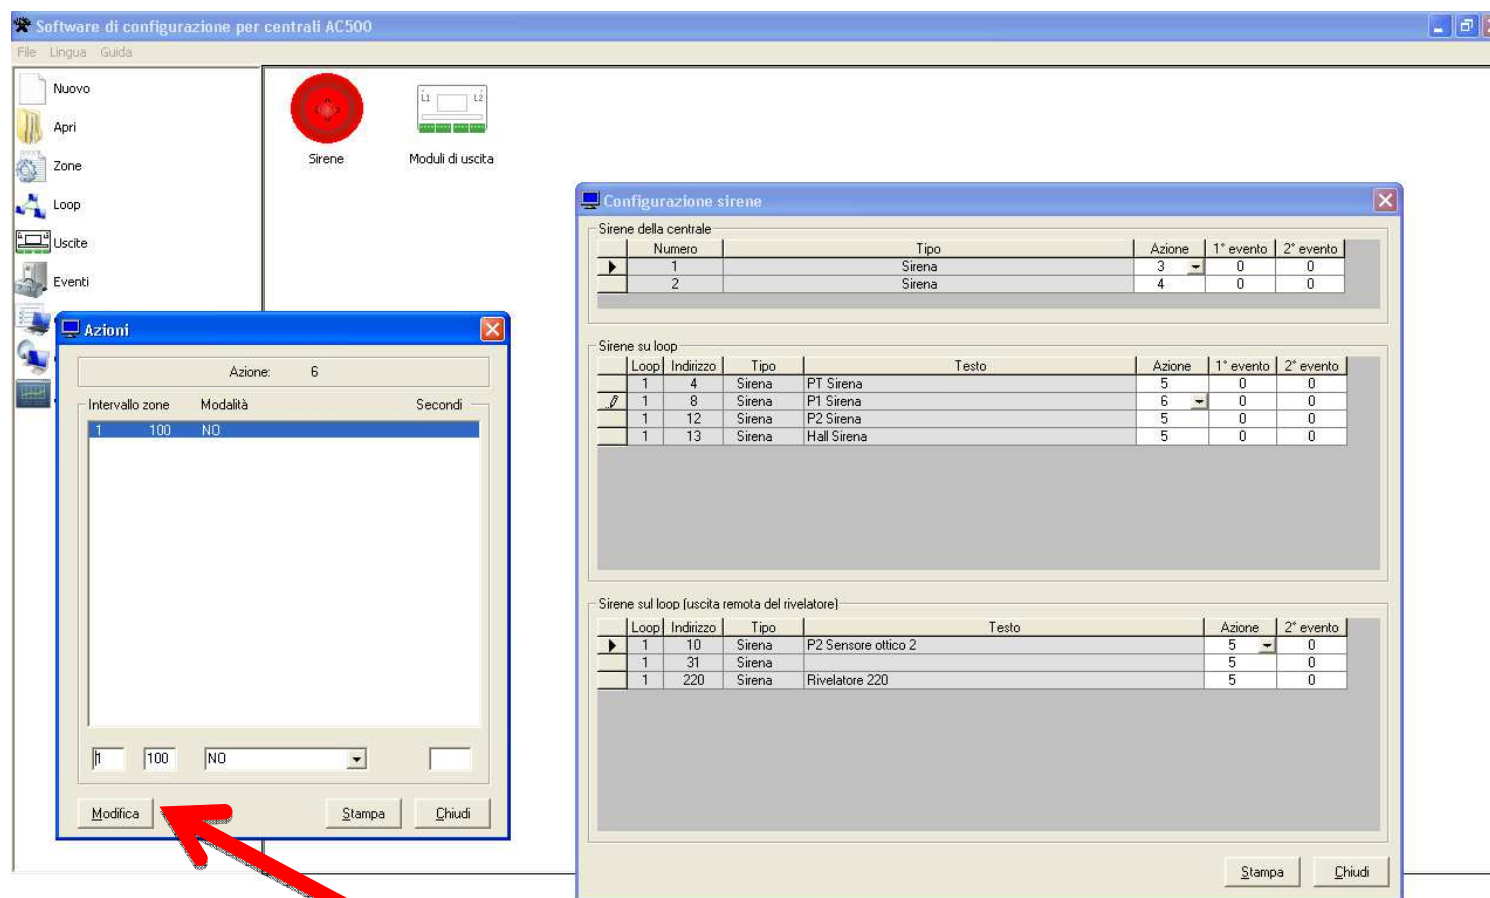 Software di configurazione per centrali AC500
File Lingua Guida
Nuovo
Apri
Zone
Loop
Uscite
Eventi
Sirene
L1 L2
Moduli di uscita
Azioni
Azione: 6
Intervallo zone Modalità Secondi
1 100 NO
1 100 NO
Modifica Stampa Chiudi
Configurazione sirene
Sirene della centrale
Numero Tipo Azione 1° evento 2° evento
1 Sirena 3 0 0
2 Sirena 4 0 0
Sirene su loop
Loop Indirizzo Tipo Testo Azione 1° evento 2° evento
1 4 Sirena PT Sirena 5 0 0
1 8 Sirena P1 Sirena 6 0 0
1 12 Sirena P2 Sirena 5 0 0
1 13 Sirena Hall Sirena 5 0 0
Sirene sul loop (uscita remota del rivelatore)
Loop Indirizzo Tipo Testo Azione 2° evento
1 10 Sirena P2 Sensore ottico 2 5 0
1 31 Sirena 5 0
1 220 Sirena Rivelatore 220 5 0
Stampa Chiudi